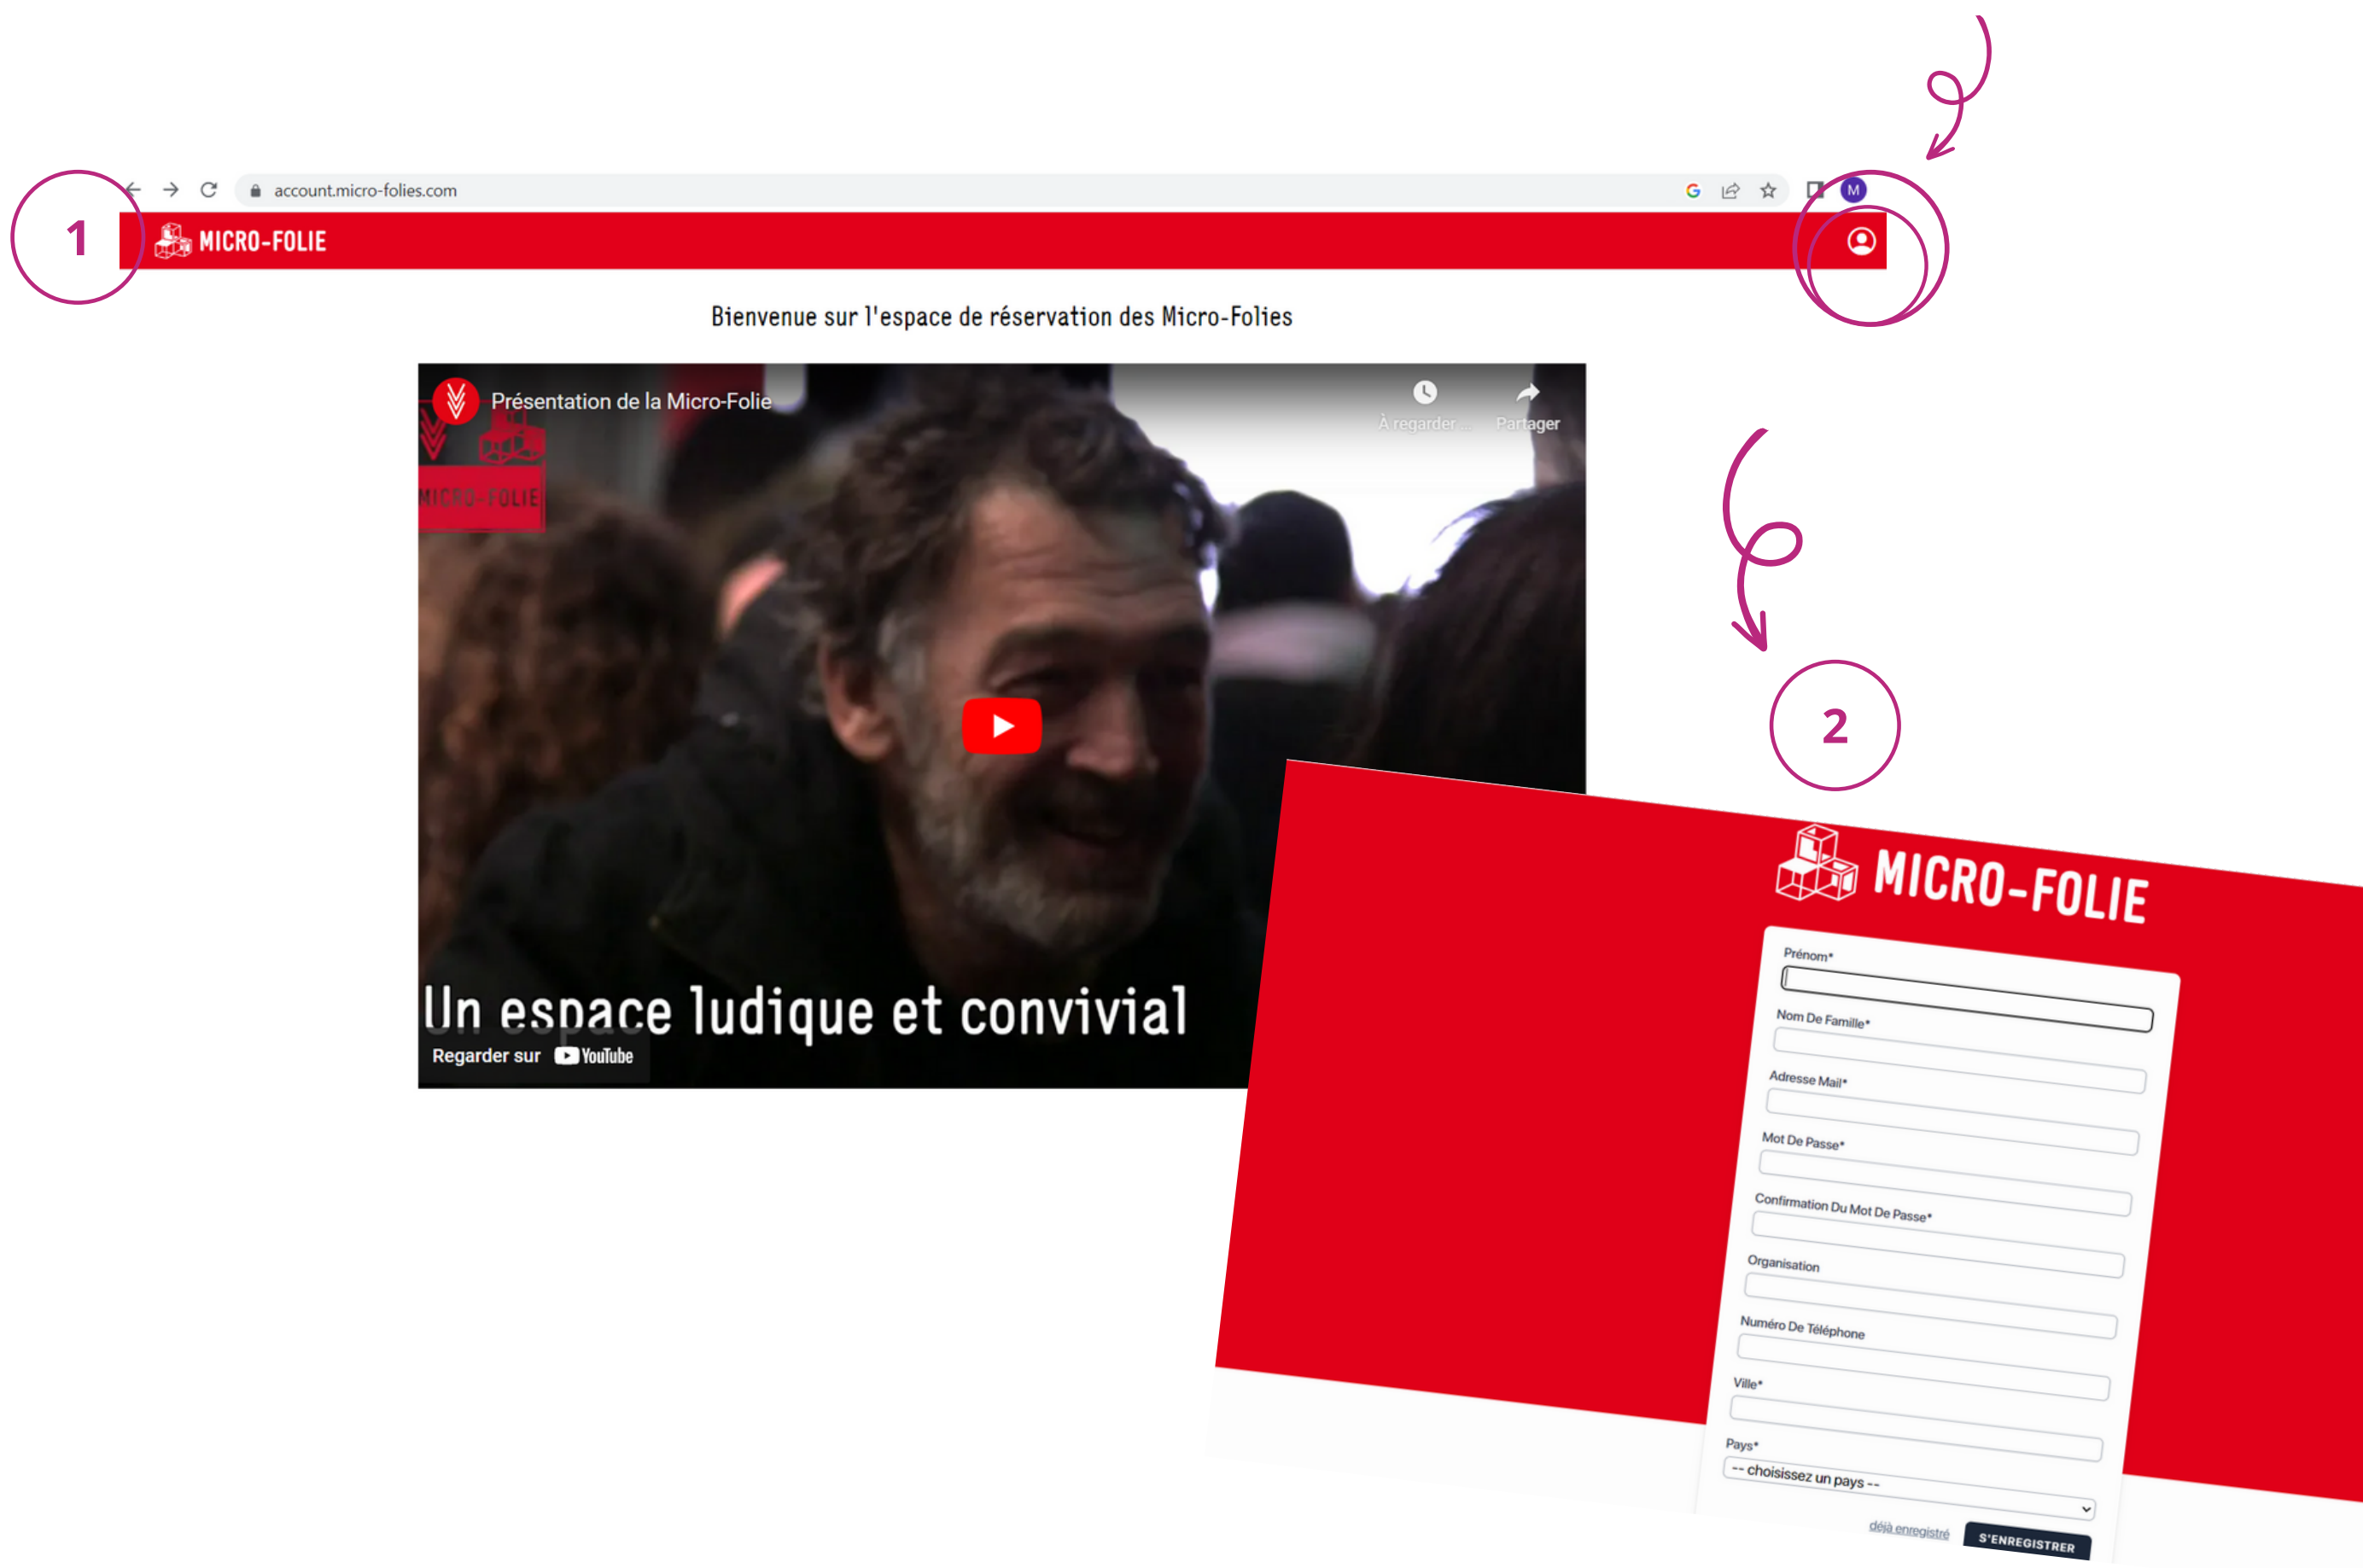 1
account.micro-folies.com
M
MICRO-FOLIE
Bienvenue sur l'espace de réservation des Micro-Folies
Présentation de la Micro-Folie
À regarder ...
Partager
MICRO-FOLIE
Un espace ludique et convivial
Regarder sur YouTube
2
MICRO-FOLIE
Prénom*
Nom De Famille*
Adresse Mail*
Mot De Passe*
Confirmation Du Mot De Passe*
Organisation
Numéro De Téléphone
Ville*
Pays*
-- choisissez un pays --
déjà enregistré
S'ENREGISTRER